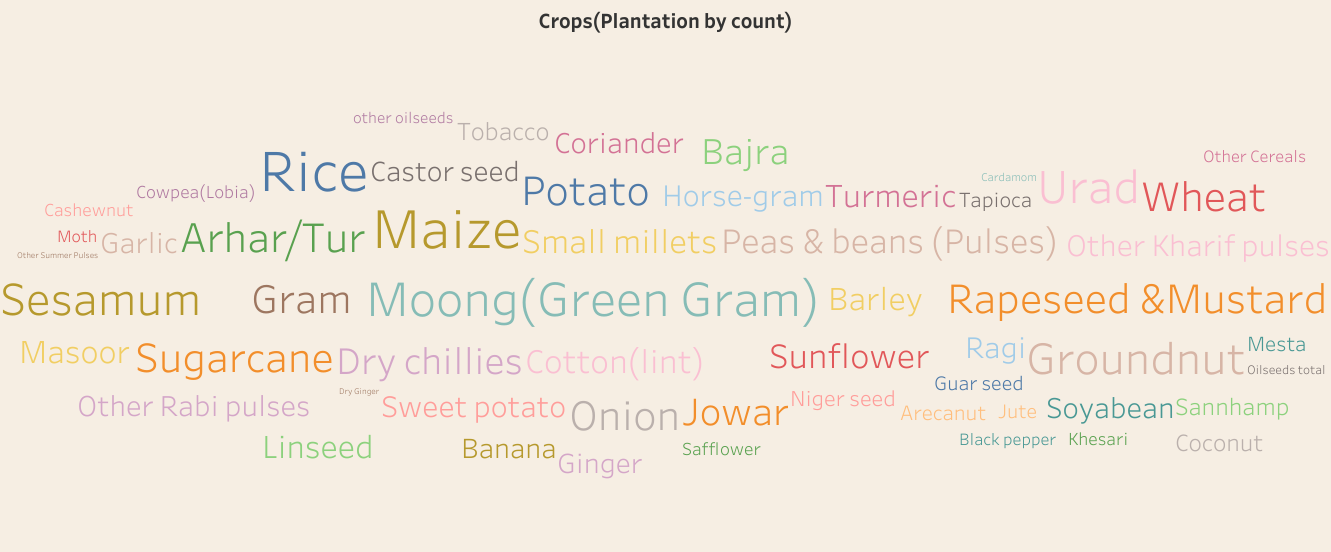 Crops(Plantation by count)
other oilseeds
Tobacco
Coriander
Bajra
Other Cereals
Rice
Castor seed
Cowpea(Lobia)
Potato
Horse-gram
Turmeric
Cardamom
Tapioca
Urad
Wheat
Cashewnut
Moth
Other Summer Pulses
Garlic
Arhar/Tur
Maize
Small millets
Peas & beans (Pulses)
Other Kharif pulses
Sesamum
Gram
Moong(Green Gram)
Barley
Rapeseed &Mustard
Masoor
Sugarcane
Dry chillies
Cotton(lint)
Sunflower
Ragi
Groundnut
Mesta
Oilseeds total
Guar seed
Dry Ginger
Other Rabi pulses
Sweet potato
Onion
Jowar
Niger seed
Arecanut
Jute
Soyabean
Sannhamp
Linseed
Banana
Ginger
Safflower
Black pepper
Khesari
Coconut